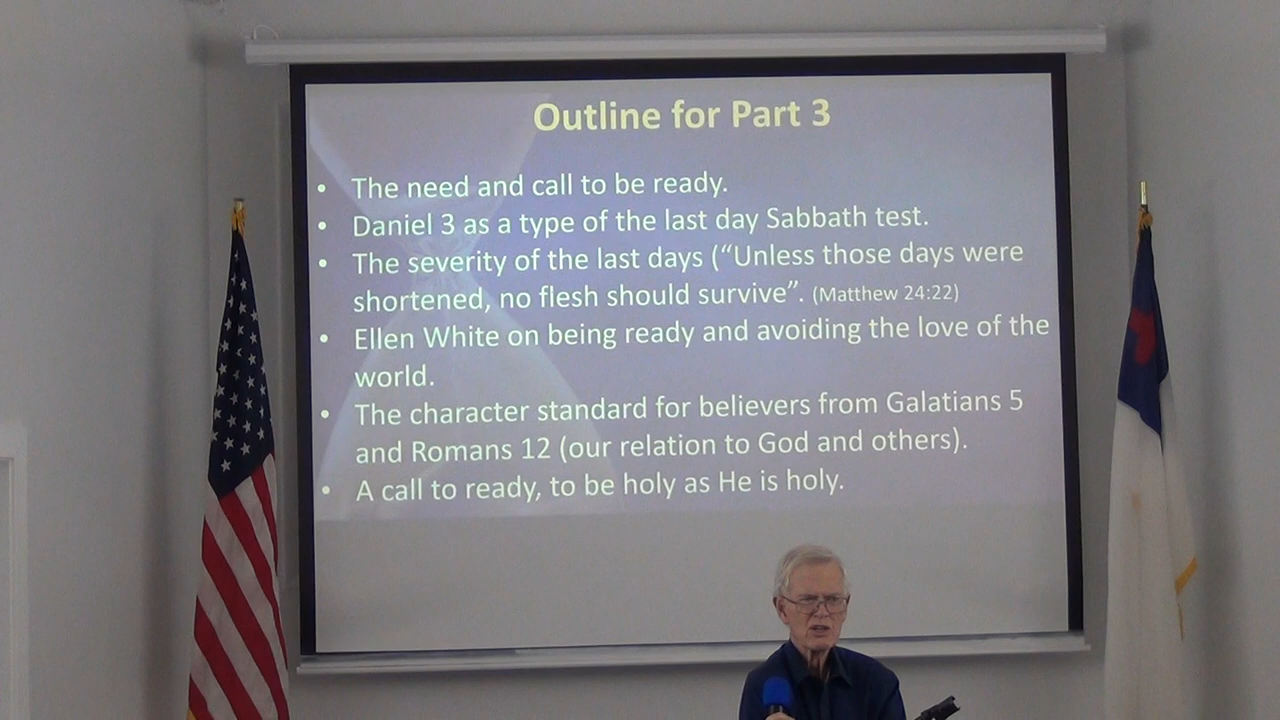 Outline for Part 3
• The need and call to be ready.
• Daniel 3 as a type of the last day Sabbath test.
• The severity of the last days (“Unless those days were
shortened, no flesh should survive”. (Matthew 24:22)
• Ellen White on being ready and avoiding the love of the
world.
• The character standard for believers from Galatians 5
and Romans 12 (our relation to God and others).
• A call to ready, to be holy as He is holy.